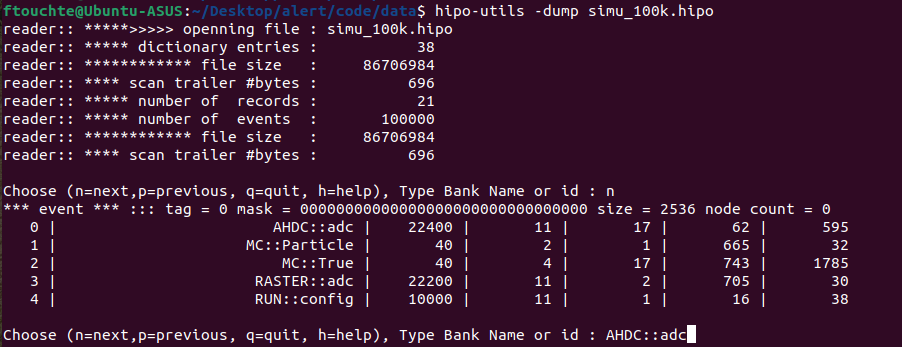 ftouchte@Ubuntu-ASUS:~/Desktop/alert/code/data$ hipo-utils -dump simu_100k.hipo
reader:: *****>>>>> openning file : simu_100k.hipo
reader:: ***** dictionary entries :           38
reader:: ************ file size   :     86706984
reader:: **** scan trailer #bytes :          696
reader:: ***** number of  records :           21
reader:: ***** number of  events  :       100000
reader:: ************ file size   :     86706984
reader:: **** scan trailer #bytes :          696
Choose (n=next,p=previous, q=quit, h=help), Type Bank Name or id : n
*** event *** ::: tag = 0 mask = 00000000000000000000000000000000 size = 2536 node count = 0
0 | AHDC::adc | 22400 | 11 | 17 | 62 | 595
1 | MC::Particle | 40 | 2 | 1 | 665 | 32
2 | MC::True | 40 | 4 | 17 | 743 | 1785
3 | RASTER::adc | 22200 | 11 | 2 | 705 | 30
4 | RUN::config | 10000 | 11 | 1 | 16 | 38
Choose (n=next,p=previous, q=quit, h=help), Type Bank Name or id : AHDC::adc